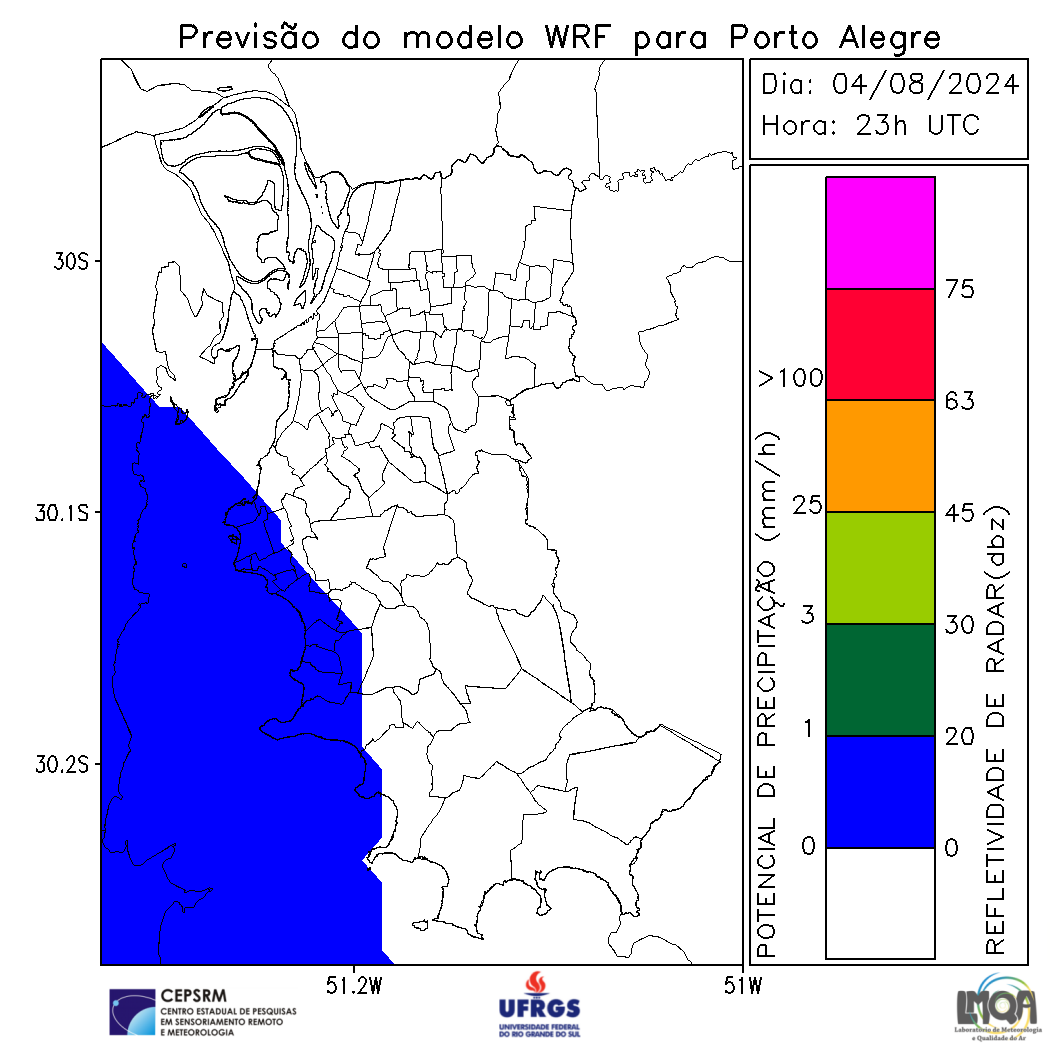 Previsão do modelo WRF para Porto Alegre
Dia: 04/08/2024
Hora: 23h UTC
30S
30.1S
30.2S
51.2W
51W
POTENCIAL DE PRECIPITAÇÃO (mm/h)
>100
25
3
1
0
75
63
45
30
20
0
REFLETIVIDADE DE RADAR(dbz)
CEPSRM
CENTRO ESTADUAL DE PESQUISAS
EM SENSORIAMENTO REMOTO
E METEOROLOGIA
UFRGS
UNIVERSIDADE FEDERAL
DO RIO GRANDE DO SUL
LMQA
Laboratório de Meteorologia
e Qualidade do Ar